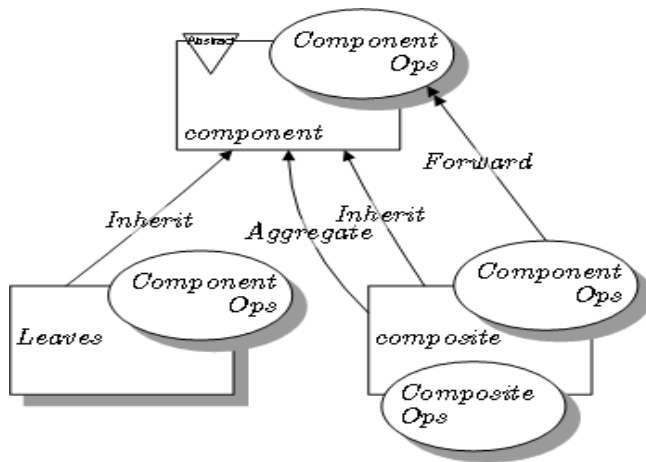 Abstract
Component
Ops
component
Forward
Inherit
Aggregate
Inherit
Component
Ops
Component
Ops
Leaves
composite
Composite
Ops